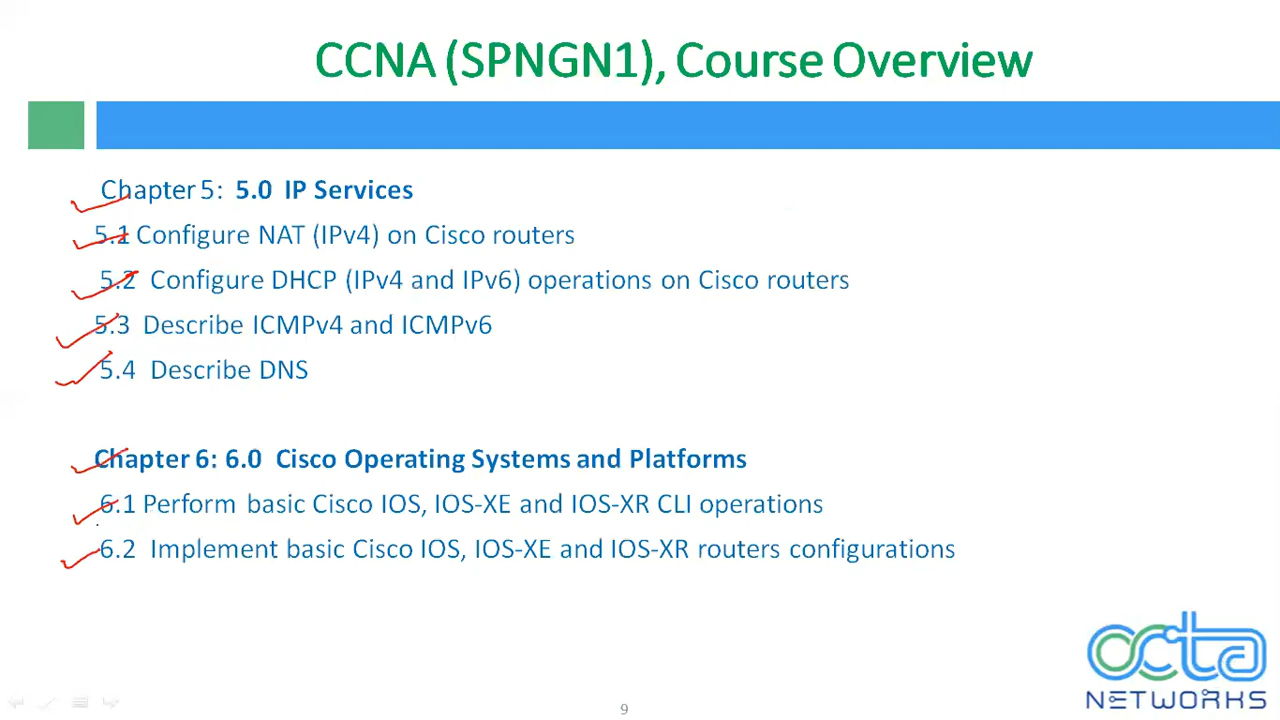 CCNA (SPNGN1), Course Overview
Chapter 5: 5.0 IP Services
5.1 Configure NAT (IPv4) on Cisco routers
5.2 Configure DHCP (IPv4 and IPv6) operations on Cisco routers
5.3 Describe ICMPv4 and ICMPv6
5.4 Describe DNS
Chapter 6: 6.0 Cisco Operating Systems and Platforms
6.1 Perform basic Cisco IOS, IOS-XE and IOS-XR CLI operations
6.2 Implement basic Cisco IOS, IOS-XE and IOS-XR routers configurations
octa
NETWORKS
9